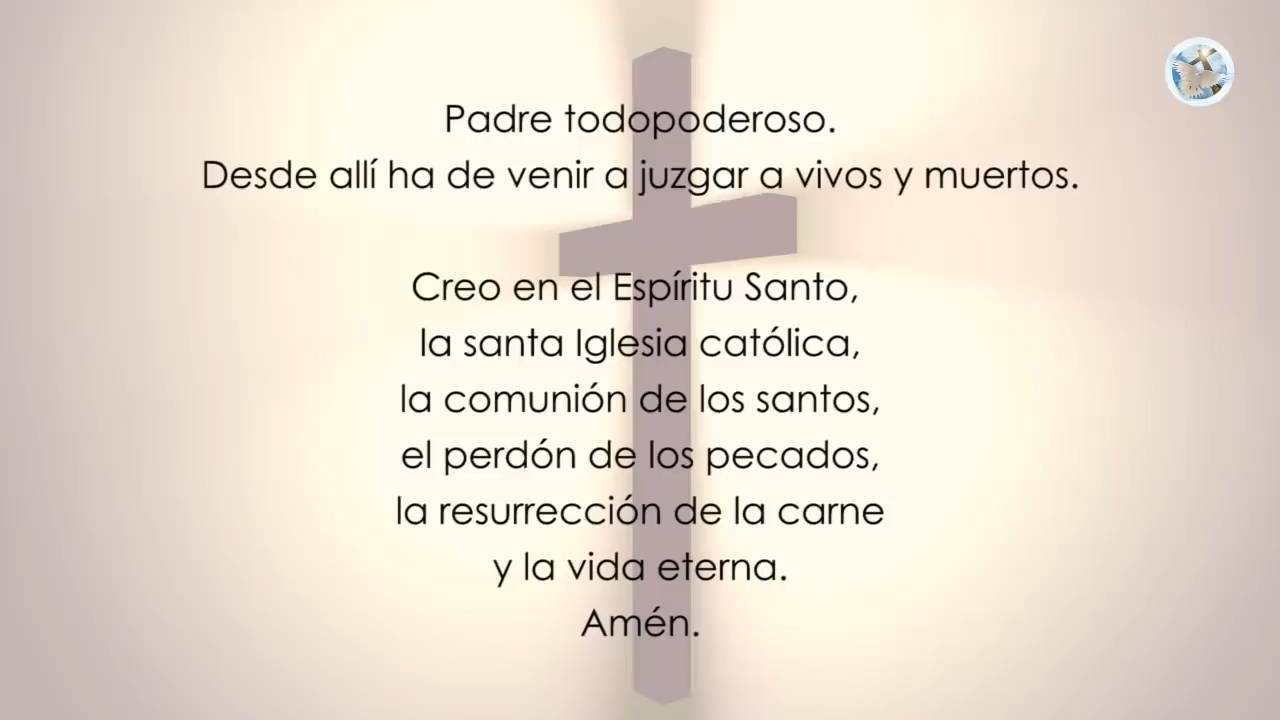 Padre todopoderoso.
Desde allí ha de venir a juzgar a vivos y muertos.
Creo en el Espíritu Santo,
la santa Iglesia católica,
la comunión de los santos,
el perdón de los pecados,
la resurrección de la carne
y la vida eterna.
Amén.